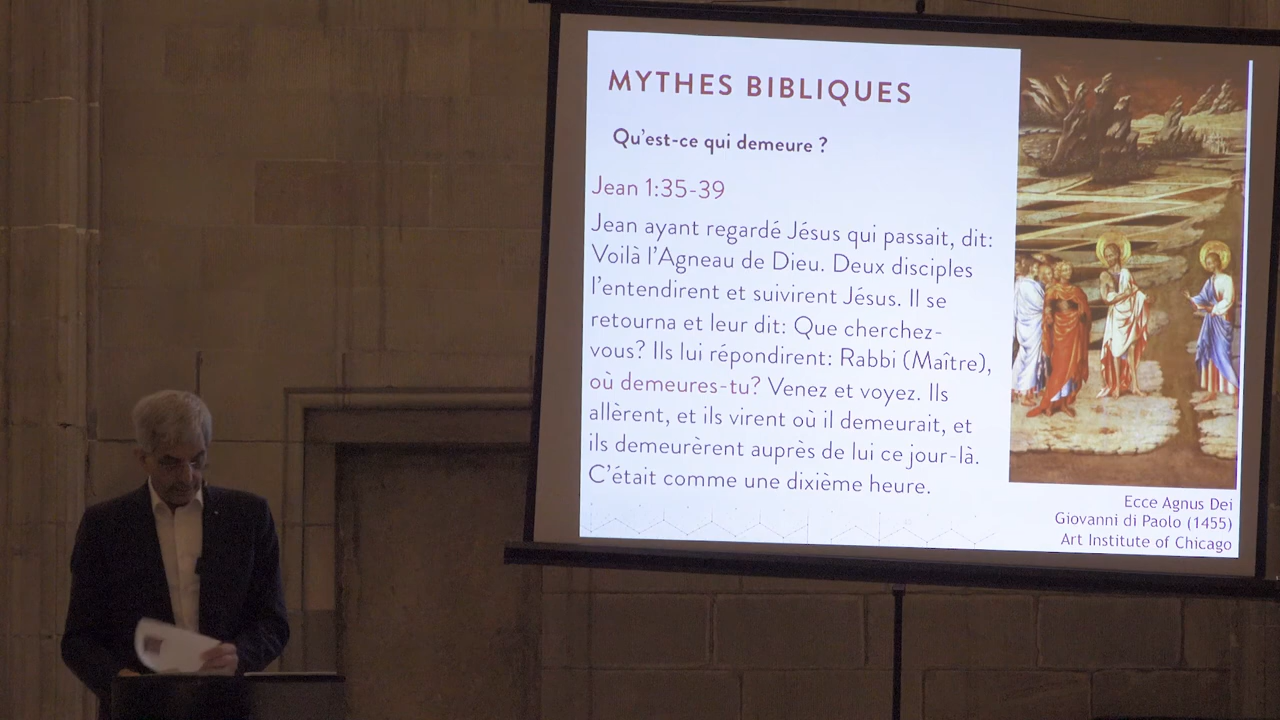 MYTHES BIBLIQUES
Qu'est-ce qui demeure ?
Jean 1:35-39
Jean ayant regardé Jésus qui passait, dit:
Voilà l'Agneau de Dieu. Deux disciples
l'entendirent et suivirent Jésus. Il se
retourna et leur dit: Que cherchez-
vous? Ils lui répondirent: Rabbi (Maître),
où demeures-tu? Venez et voyez. Ils
allèrent, et ils virent où il demeurait, et
ils demeurèrent auprès de lui ce jour-là.
C'était comme une dixième heure.
Ecce Agnus Dei
Giovanni di Paolo (1455)
Art Institute of Chicago